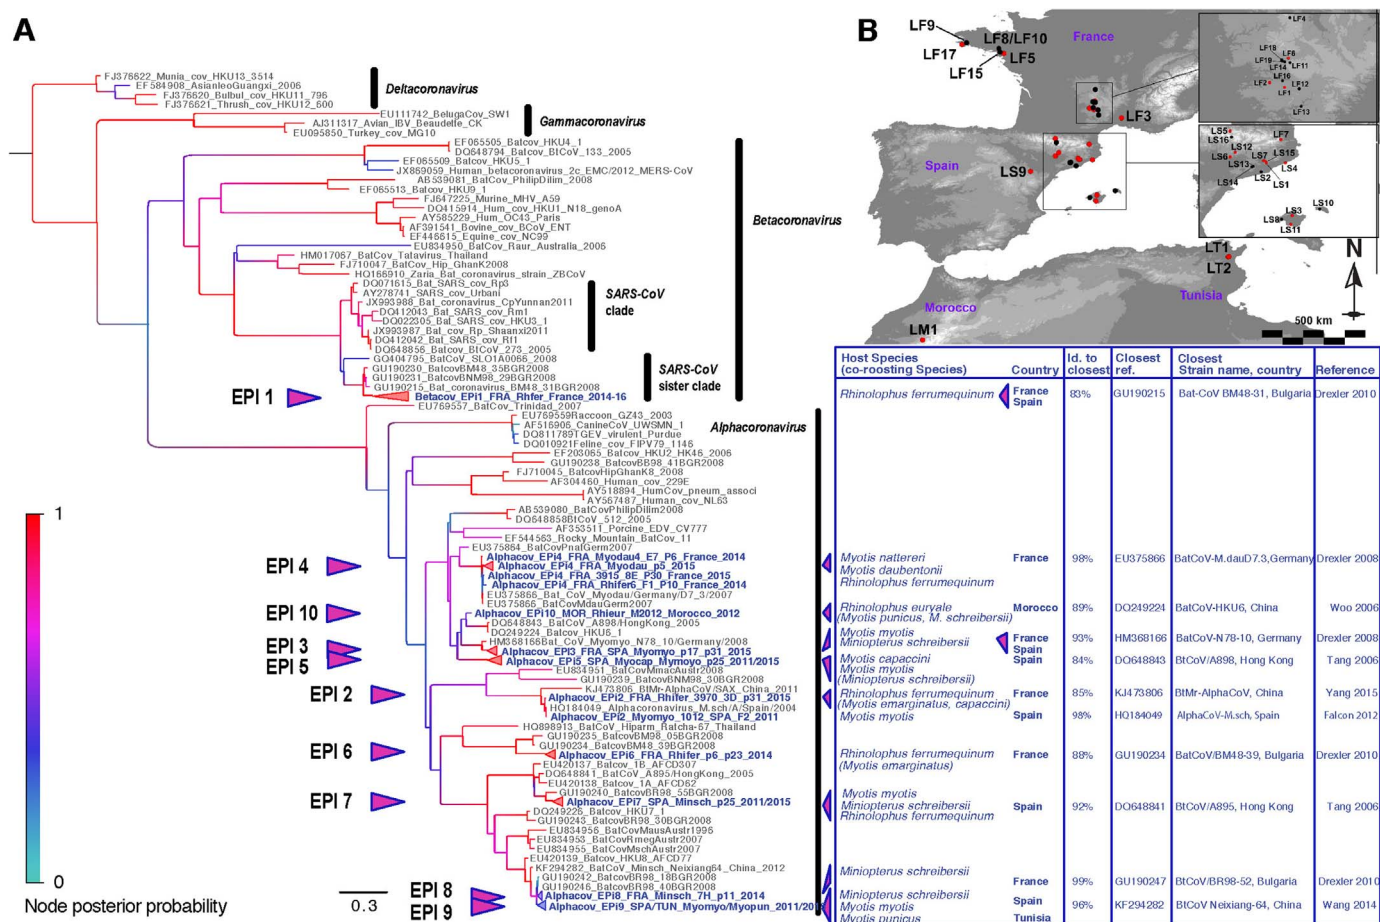 A
FJ376622_Munia_cov_HKU13_3514
EF584908_AsianleoGuangxi_2006
FJ376620_Bulbul_cov_HKU11_796
FJ376621_Thrush_cov_HKU12_600
Deltacoronavirus
EU111742_BelugaCov_SW1
AJ311317_Avian_IBV_Beaudette_CK
EU095850_Turkey_cov_MG10
Gammacoronavirus
EF065505_Batcov_HKU4_1
DQ648794_Batcov_BtCoV_133_2005
EF065509_Batcov_HKU5_1
JX869059_Human_betacoronavirus_2c_EMC/2012_MERS-CoV
AB539081_BatCov_PhilipDilim_2008
EF065513_Batcov_HKU9_1
FJ647225_Murine_MHV_A59
DQ415914_Hum_cov_HKU1_N18_genoA
AY585229_Hum_OC43_Paris
AF391541_Bovine_BCoV_ENT
EF446615_Equine_cov_NC99
EU834950_BatCov_Raur_Australia_2006
HM017067_BatCov_Tatavirus_Thailand
FJ710047_BatCov_Hip_GhanK2008
HQ166910_Zaria_Bat_coronavirus_strain_ZBCoV
DQ071615_Bat_SARS_cov_Rp3
AY278741_SARS_cov_Urbani
JX993988_Bat_coronavirus_CpYunnan2011
DQ412043_Bat_SARS_cov_Rm1
DQ022305_Bat_SARS_cov_HKU3_1
JX993987_Bat_cov_Rp_Shaanxi2011
DQ412042_Bat_SARS_cov_Rf1
DQ648856_Batcov_BtCoV_273_2005
GQ404795_BatCoV_SLO1A0066_2008
GU190230_BatcovBM48_35BGR2008
GU190231_BatcovBNM98_29BGR2008
GU190215_Bat_coronavirus_BM48_31BGR2008
Betacov_EPI1_FRA_Rhfer_France_2014-16
Betacoronavirus
SARS-CoV
clade
SARS-CoV
sister clade
EPI 1
EU769557_BatCov_Trinidad_2007
EU769559Raccoon_GZ43_2003
AF516906_CanineCoV_UWSMN_1
DQ811789TGEV_virulent_Purdue
DQ010921Feline_cov_FIPV79_1146
EF203065_Batcov_HKU2_HK46_2006
GU190238_BatcovBB98_41BGR2008
FJ710045_BatcovHipGhanK8_2008
AF304460_Human_cov_229E
AY518894_HumCov_pneum_associ
AY567487_Human_cov_NL63
AB539080_BatCovPhilipDilim2008
DQ648858BtCoV_512_2005
AF353511_Porcine_EDV_CV777
EF544563_Rocky_Mountain_BatCov_11
EU375864_BatCovPnatGerm2007
Alphacov_EPI4_FRA_Myodau4_E7_P6_France_2014
Alphacov_EPI4_FRA_Myodau_p5_2015
Alphacov_EPI4_FRA_3915_8E_P30_France_2015
Alphacov_EPI4_FRA_Rhifer6_F1_P10_France_2014
EU375866_Bat_Cov_Myodau/Germany/D7_3/2007
EU375875_BatCovMdauGerm2007
Alphacov_EPI10_MOR_Rhieur_M2012_Morocco_2012
DQ648843_BatCov_A898/HongKong_2005
DQ249224_Batcov_HKU6_1
HM368166Bat_CoV_Myomyo_N78_10/Germany/2008
Alphacov_EPI3_FRA_SPA_Myomyo_p17_p31_2015
Alphacov_EPI5_SPA_Myocap_Mymoyo_p25_2011/2015
EU834951_BatCovMmacAustr2008
GU190239_BatcovBNM98_30BGR2008
KJ473806_BtMr-AlphaCoV/SAX_China_2011
Alphacov_EPI2_FRA_Rhifer_3970_3D_p31_2015
HQ184049_Alphacoronavirus_M.sch/A/Spain/2004
Alphacov_EPI2_Myomyo_1012_SPA_F2_2011
HQ898913_BatCov_Hiparm_Ratcha-67_Thailand
GU190235_BatcovBM98_05BGR2008
GU190234_BatcovBM48_39BGR2008
Alphacov_EPI6_FRA_Rhifer_p6_p23_2014
EU420137_Batcov_1B_AFCD307
DQ648841_BatCoV_A895/HongKong_2005
EU420138_Batcov_1A_AFCD62
GU190240_BatcovBR98_55BGR2008
Alphacov_EPI7_SPA_Minsch_p25_2011/2015
DQ249226_Batcov_HKU7_1
GU190243_BatcovBR98_30BGR2008
EU834956_BatCovMausAustr1996
EU834953_BatcovRmegAustr2007
EU834955_BatcovMschAustr2007
EU420139_Batcov_HKU8_AFCD77
KF294282_BatCov_Minsch_Neixiang64_China_2012
GU190242_BatcovBR98_18BGR2008
GU190246_BatcovBR98_40BGR2008
Alphacov_EPI8_FRA_Minsch_7H_p11_2014
Alphacov_EPI9_SPA/TUN_Myomyo/Myopun_2011/20
Alphacoronavirus
EPI 4
EPI 10
EPI 3
EPI 5
EPI 2
EPI 6
EPI 7
EPI 8
EPI 9
1
0
Node posterior probability
0.3
B
LF9
LF17
LF8/LF10
LF5
LF15
France
LF3
Spain
LS9
LT1
LT2
Morocco
LM1
Tunisia
N
500 km
LF4
LF18
LF6
LF19
LF14
LF11
LF16
LF2
LF1
LF12
LF13
LS5
LS16
LF7
LS12
LS15
LS6
LS7
LS13
LS4
LS14
LS2
LS1
LS3
LS10
LS8
LS11
Host Species (co-roosting Species) Country Id. to closest Closest ref. Closest Strain name, country Reference
Rhinolophus ferrumequinum France Spain 83% GU190215 Bat-CoV BM48-31, Bulgaria Drexler 2010
Myotis nattereri France 98% EU375866 BatCoV-M.dauD7.3,Germany Drexler 2008
Myotis daubentonii
Rhinolophus ferrumequinum
Rhinolophus euryale Morocco 89% DQ249224 BatCoV-HKU6, China Woo 2006
(Myotis punicus, M. schreibersi)
Myotis myotis
Miniopterus schreibersii France Spain 93% HM368166 BatCoV-N78-10, Germany Drexler 2008
Myotis capaccini Spain 84% DQ648843 BtCoV/A898, Hong Kong Tang 2006
Myotis myotis
(Miniopterus schreibersi)
Rhinolophus ferrumequinum France 85% KJ473806 BtMr-AlphaCoV, China Yang 2015
(Myotis emarginatus, capaccini)
Myotis myotis Spain 98% HQ184049 AlphaCoV-M.sch, Spain Falcon 2012
Rhinolophus ferrumequinum France 88% GU190234 BatCoV/BM48-39, Bulgaria Drexler 2010
(Myotis emarginatus)
Myotis myotis
Miniopterus schreibersii Spain 92% DQ648841 BtCoV/A895, Hong Kong Tang 2006
Rhinolophus ferrumequinum
Miniopterus schreibersii
France 99% GU190247 BtCoV/BR98-52, Bulgaria Drexler 2010
Miniopterus schreibersii
Myotis myotis Spain 96% KF294282 BtCoV Neixiang-64, China Wang 2014
Myotis punicus Tunisia